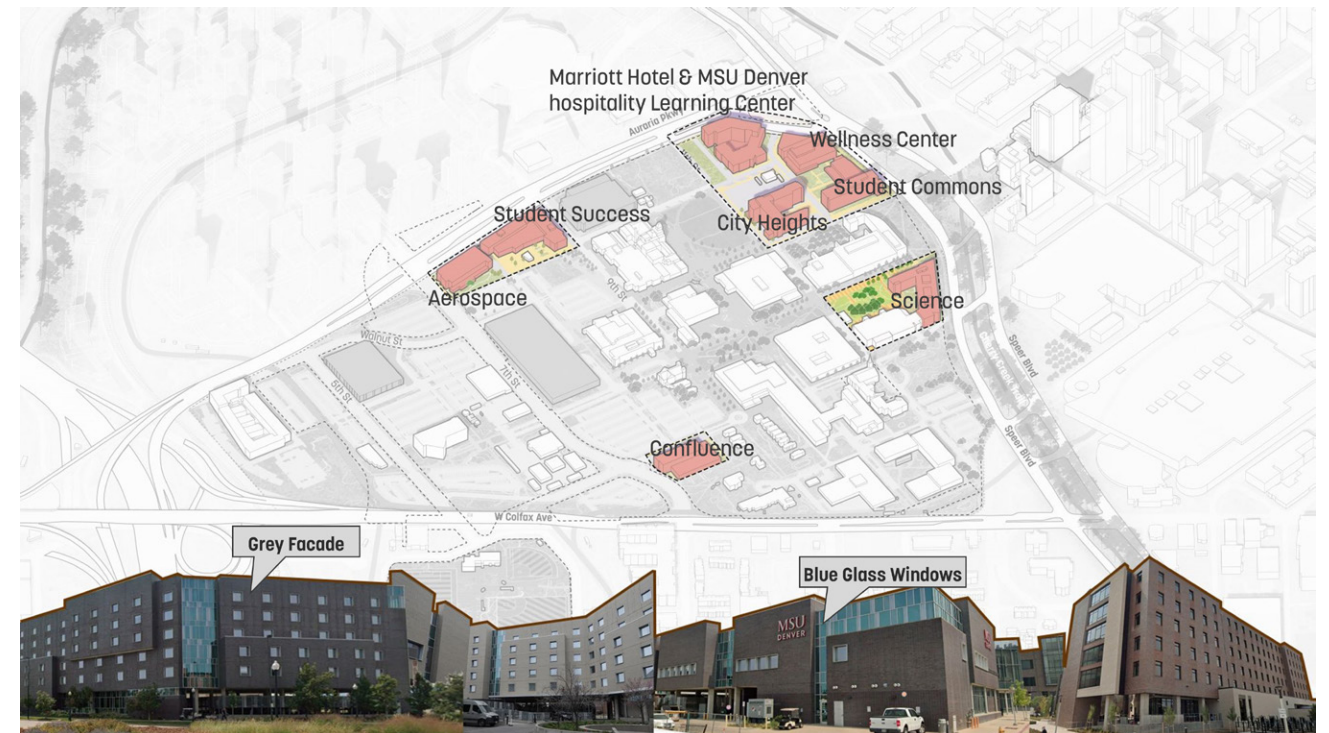 Marriott Hotel & MSU Denver
hospitality Learning Center
Auraria Pkwy
Wellness Center
Student Commons
Student Success
City Heights
Aerospace
9th St
Science
Walnut St
Speer Blvd
7th St
5th St
Confluence
Speer Blvd
W Colfax Ave
Grey Facade
Blue Glass Windows
MSU
DENVER